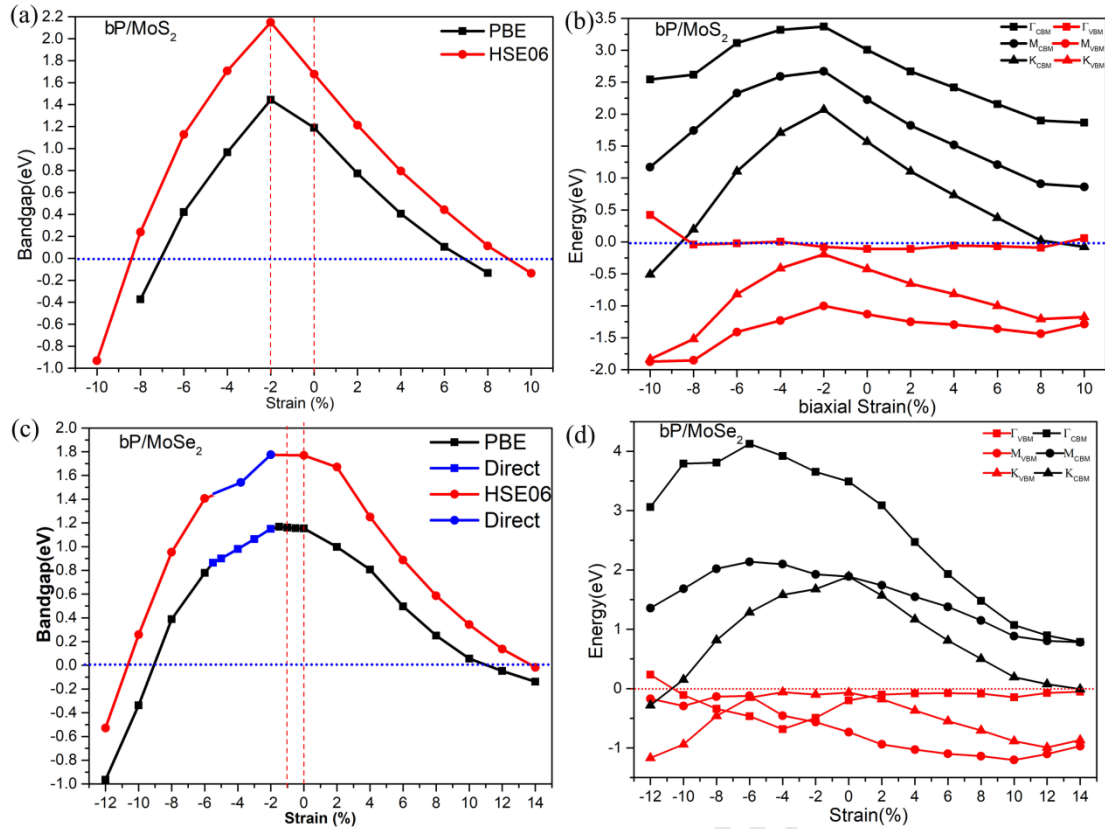 (a)
bP/MoS2
PBE
HSE06
Bandgap(eV)
2.2
2.0
1.8
1.6
1.4
1.2
1.0
0.8
0.6
0.4
0.2
0.0
-0.2
-0.4
-0.6
-0.8
-1.0
-10 -8 -6 -4 -2 0 2 4 6 8 10
Strain (%)
(b)
bP/MoS2
ΓCBM ΓVBM
MCBM MVBM
KCBM KVBM
Energy(eV)
3.5
3.0
2.5
2.0
1.5
1.0
0.5
0.0
-0.5
-1.0
-1.5
-2.0
-10 -8 -6 -4 -2 0 2 4 6 8 10
biaxial Strain(%)
(c)
bP/MoSe2
PBE
Direct
HSE06
Direct
Bandgap(eV)
2.0
1.8
1.6
1.4
1.2
1.0
0.8
0.6
0.4
0.2
0.0
-0.2
-0.4
-0.6
-0.8
-1.0
-12 -10 -8 -6 -4 -2 0 2 4 6 8 10 12 14
Strain (%)
(d)
bP/MoSe2
ΓVBM ΓCBM
MVBM MCBM
KVBM KCBM
Energy(eV)
4
3
2
1
0
-1
-12 -10 -8 -6 -4 -2 0 2 4 6 8 10 12 14
Strain(%)